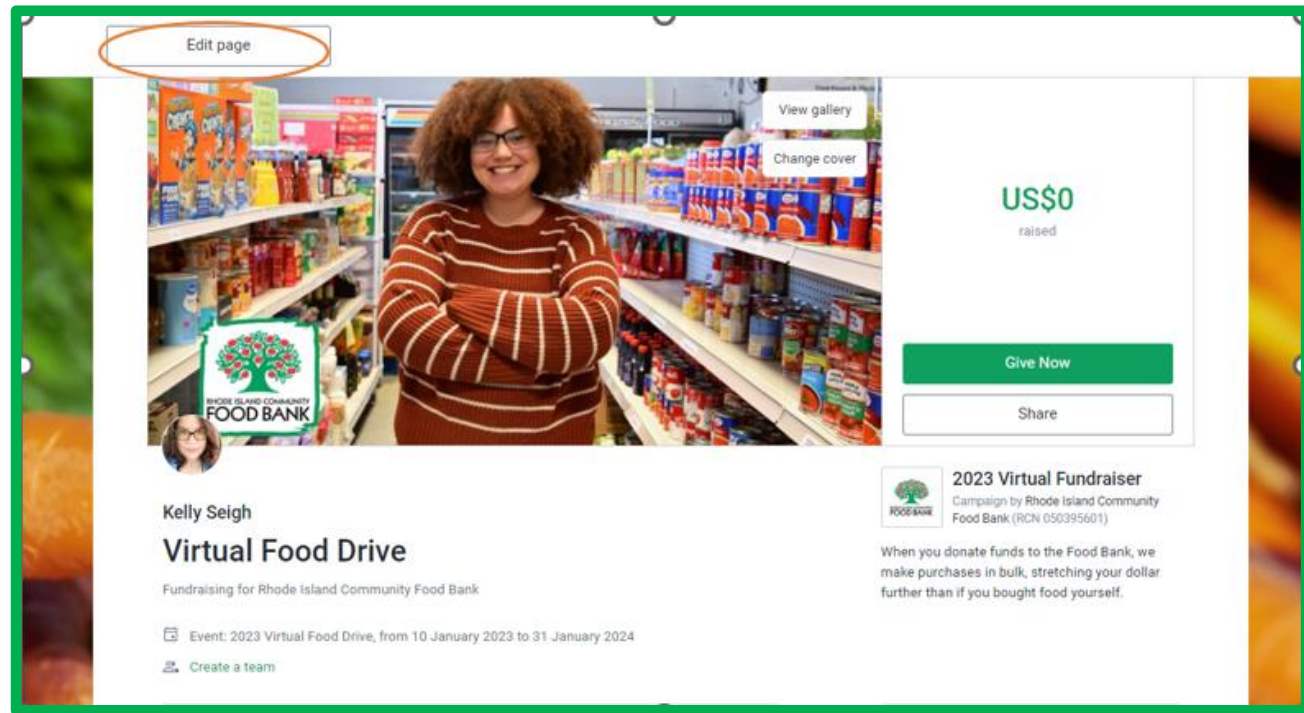 Edit page
View gallery
Change cover
US$0
raised
Give Now
Share
RHODE ISLAND COMMUNITY
FOOD BANK
Kelly Seigh
Virtual Food Drive
Fundraising for Rhode Island Community Food Bank
Event: 2023 Virtual Food Drive, from 10 January 2023 to 31 January 2024
Create a team
FOOD BANK
2023 Virtual Fundraiser
Campaign by Rhode Island Community
Food Bank (RCN 050395601)
When you donate funds to the Food Bank, we
make purchases in bulk, stretching your dollar
further than if you bought food yourself.